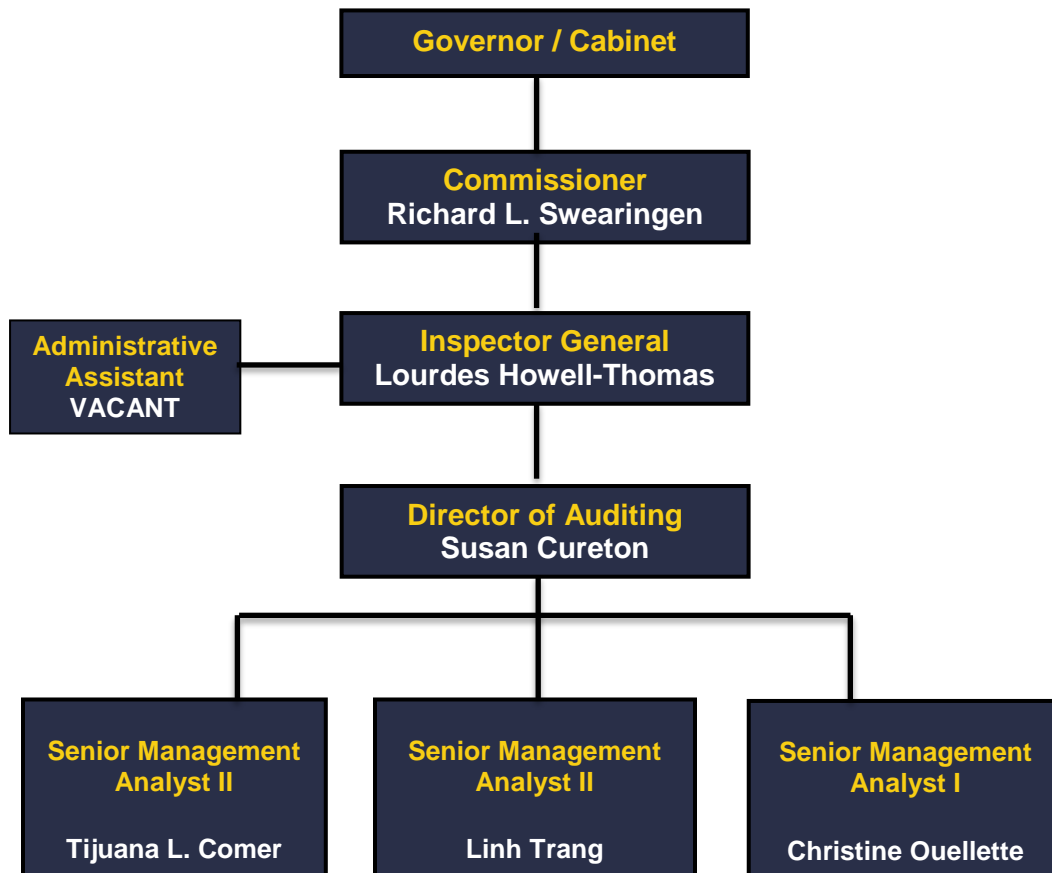 Governor / Cabinet
Commissioner
Richard L. Swearingen
Administrative
Assistant
VACANT
Inspector General
Lourdes Howell-Thomas
Director of Auditing
Susan Cureton
Senior Management
Analyst II
Tijuana L. Comer
Senior Management
Analyst II
Linh Trang
Senior Management
Analyst I
Christine Ouellette